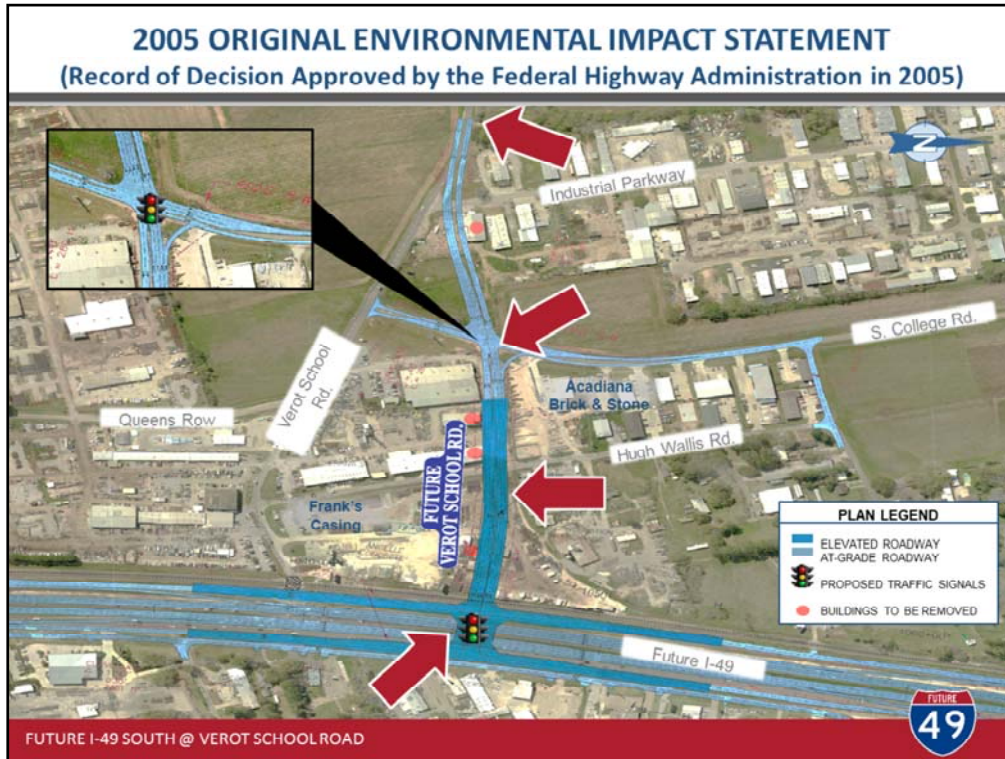 2005 ORIGINAL ENVIRONMENTAL IMPACT STATEMENT
(Record of Decision Approved by the Federal Highway Administration in 2005)
N
Industrial Parkway
S. College Rd.
Verot School
Rd.
Acadiana
Brick & Stone
Queens Row
Hugh Wallis Rd.
FUTURE
VEROT SCHOOL RD.
Frank's
Casing
PLAN LEGEND
ELEVATED ROADWAY
AT-GRADE ROADWAY
PROPOSED TRAFFIC SIGNALS
BUILDINGS TO BE REMOVED
Future I-49
FUTURE
49
FUTURE I-49 SOUTH @ VEROT SCHOOL ROAD